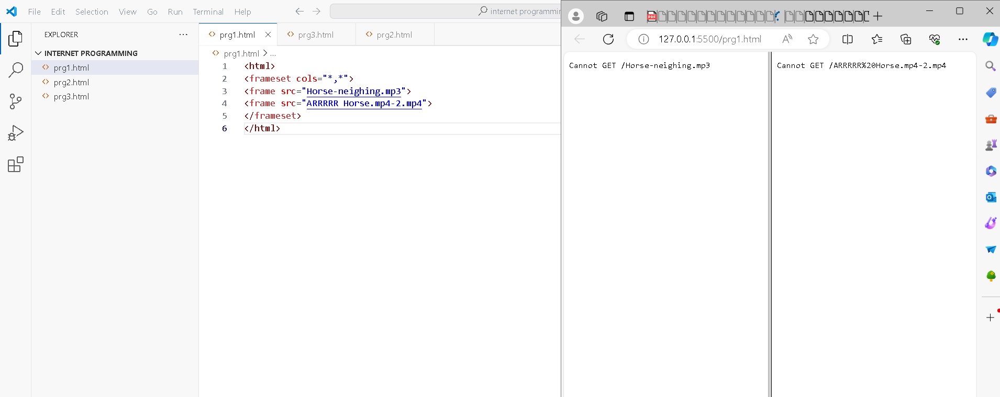 File Edit Selection View Go Run Terminal Help
internet programmin
EXPLORER
INTERNET PROGRAMMING
prg1.html
prg2.html
prg3.html
prg1.html
prg3.html
prg2.html
prg1.html > ...
1 <html>
2 <frameset cols="*,*">
3 <frame src="Horse-neighing.mp3">
4 <frame src="ARRRRR Horse.mp4-2.mp4">
5 </frameset>
6 </html>
PDF
127.0.0.1:5500/prg1.html
Cannot GET /Horse-neighing.mp3
Cannot GET /ARRRRR%20Horse.mp4-2.mp4